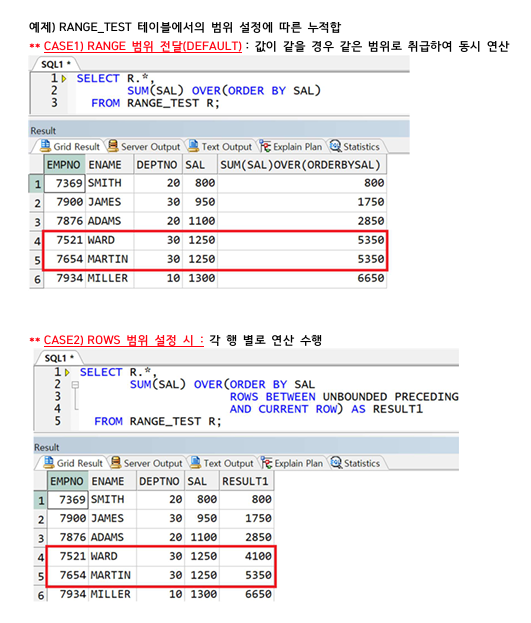 예제) RANGE_TEST 테이블에서의 범위 설정에 따른 누적합
** CASE1) RANGE 범위 전달(DEFAULT) : 값이 같을 경우 같은 범위로 취급하여 동시 연산
SQL1 *
1 SELECT R.*,
2 SUM(SAL) OVER(ORDER BY SAL)
3 FROM RANGE_TEST R;
Result
Grid Result Server Output Text Output Explain Plan Statistics
EMPNO ENAME DEPTNO SAL SUM(SAL)OVER(ORDERBYSAL)
1 7369 SMITH 20 800 800
2 7900 JAMES 30 950 1750
3 7876 ADAMS 20 1100 2850
4 7521 WARD 30 1250 5350
5 7654 MARTIN 30 1250 5350
6 7934 MILLER 10 1300 6650
** CASE2) ROWS 범위 설정 시 : 각 행 별로 연산 수행
SQL1 *
1 SELECT R.*,
2 SUM(SAL) OVER(ORDER BY SAL
3 ROWS BETWEEN UNBOUNDED PRECEDING
4 AND CURRENT ROW) AS RESULT1
5 FROM RANGE_TEST R;
Result
Grid Result Server Output Text Output Explain Plan Statistics
EMPNO ENAME DEPTNO SAL RESULT1
1 7369 SMITH 20 800 800
2 7900 JAMES 30 950 1750
3 7876 ADAMS 20 1100 2850
4 7521 WARD 30 1250 4100
5 7654 MARTIN 30 1250 5350
6 7934 MILLER 10 1300 6650